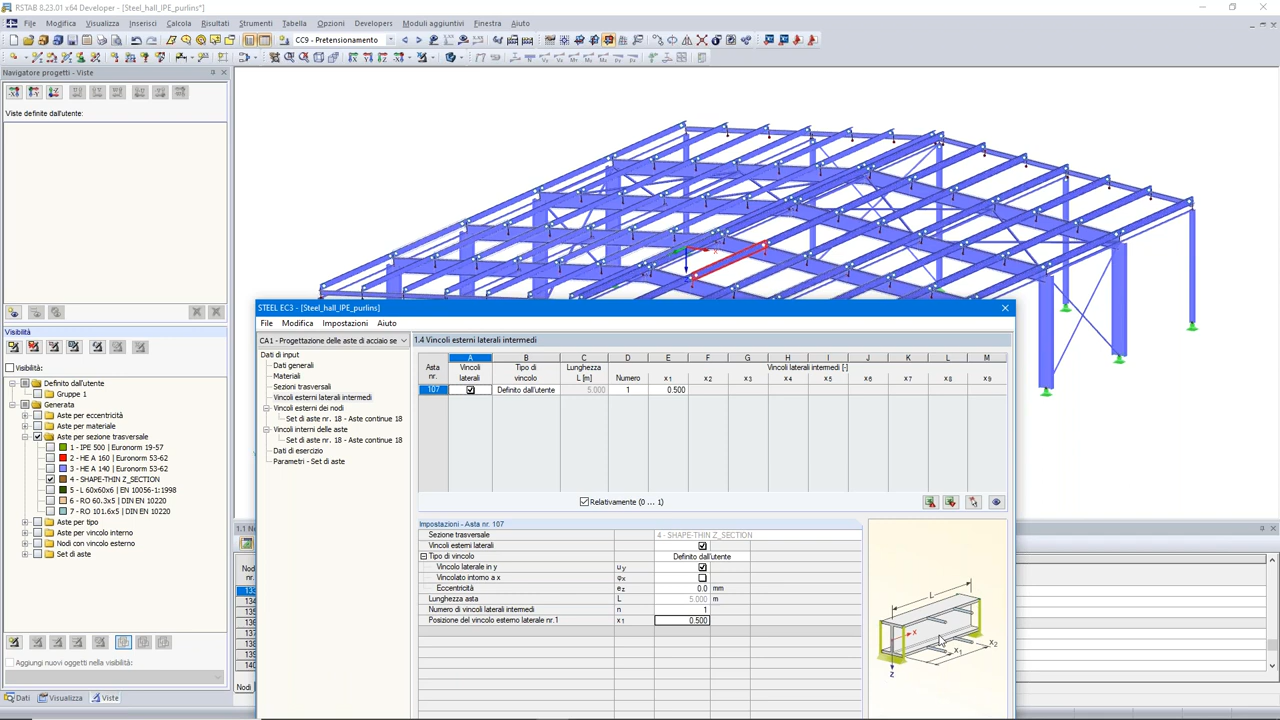 RSTAB 8.23.01 x64 Developer - [Steel_hall_IPE_purlins*]
File Modifica Visualizza Inserisci Calcola Risultati Strumenti Tabella Opzioni Developers Moduli aggiuntivi Finestra Aiuto
CC9 - Pretensionamento
Navigatore progetti - Viste
Viste definite dall'utente:
Visibilità
Visibilità:
Definito dall'utente
Gruppe 1
Generata
Aste per eccentricità
Aste per materiale
Aste per sezione trasversale
1 - IPE 500 | Euronorm 19-57
2 - HE A 160 | Euronorm 53-62
3 - HE A 140 | Euronorm 53-62
4 - SHAPE-THIN Z_SECTION
5 - L 60x60x6 | EN 10056-1:1998
6 - RO 60.3x5 | DIN EN 10220
7 - RO 101.6x5 | DIN EN 10220
Aste per tipo
Aste per vincolo interno
Nodi con vincolo esterno
Set di aste
Aggiungi nuovi oggetti nella visibilità:
Dati Visualizza Viste
STEEL EC3 - [Steel_hall_IPE_purlins]
File Modifica Impostazioni Aiuto
CA1 - Progettazione delle aste di acciaio se
Dati di input
Dati generali
Materiali
Sezioni trasversali
Vincoli esterni laterali intermedi
Vincoli esterni dei nodi
Set di aste nr. 18 - Aste continue 18
Vincoli interni delle aste
Set di aste nr. 18 - Aste continue 18
Dati di esercizio
Parametri - Set di aste
1.4 Vincoli esterni laterali intermedi
A B C D E F G H I J K L M
Asta Vincoli Tipo di Lunghezza Vincoli laterali intermedi [-]
nr. laterali vincolo L [m] Numero x1 x2 x3 x4 x5 x6 x7 x8 x9
107 Definito dall'utente 5.000 1 0.500
Relativamente (0 ... 1)
Impostazioni - Asta nr. 107
Sezione trasversale 4 - SHAPE-THIN Z_SECTION
Vincoli esterni laterali
Tipo di vincolo Definito dall'utente
Vincolo laterale in y uy
Vincolato intorno a x φx
Eccentricità ez 0.0 mm
Lunghezza asta L 5.000 m
Numero di vincoli laterali intermedi n 1
Posizione del vincolo esterno laterale nr.1 x1 0.500
L
x
x1
x2
z